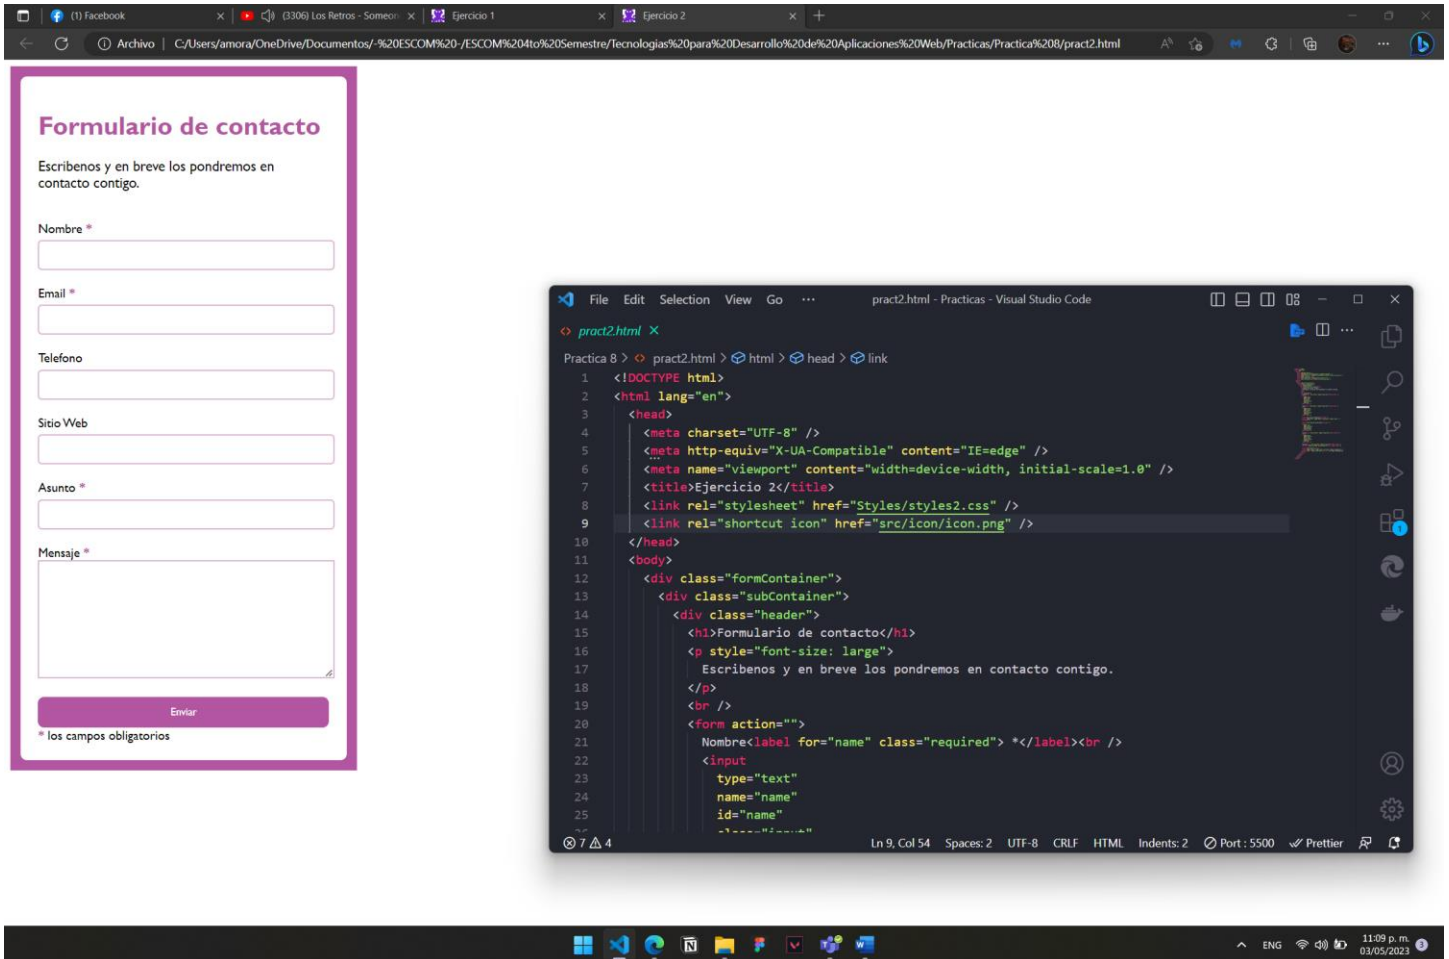 (1) Facebook
(3306) Los Retros - Someon
Ejercicio 1
Ejercicio 2
Archivo | C:/Users/amora/OneDrive/Documentos/-%20ESCOM%20-/ESCOM%204to%20Semestre/Tecnologias%20para%20Desarrollo%20de%20Aplicaciones%20Web/Practicas/Practica%208/pract2.html
Formulario de contacto
Escribenos y en breve los pondremos en
contacto contigo.
Nombre *
Email *
Telefono
Sitio Web
Asunto *
Mensaje *
Enviar
* los campos obligatorios
File Edit Selection View Go ··· pract2.html - Practicas - Visual Studio Code
pract2.html
Practica 8 > pract2.html > html > head > link
1 <!DOCTYPE html>
2 <html lang="en">
3 <head>
4 <meta charset="UTF-8" />
5 <meta http-equiv="X-UA-Compatible" content="IE=edge" />
6 <meta name="viewport" content="width=device-width, initial-scale=1.0" />
7 <title>Ejercicio 2</title>
8 <link rel="stylesheet" href="Styles/styles2.css" />
9 <link rel="shortcut icon" href="src/icon/icon.png" />
10 </head>
11 <body>
12 <div class="formContainer">
13 <div class="subContainer">
14 <div class="header">
15 <h1>Formulario de contacto</h1>
16 <p style="font-size: large">
17 Escribenos y en breve los pondremos en contacto contigo.
18 </p>
19 <br />
20 <form action="">
21 Nombre<label for="name" class="required"> *</label><br />
22 <input
23 type="text"
24 name="name"
25 id="name"
1
7 4 Ln 9, Col 54 Spaces: 2 UTF-8 CRLF HTML Indents: 2 Port : 5500 Prettier
ENG
11:09 p. m.
03/05/2023
3